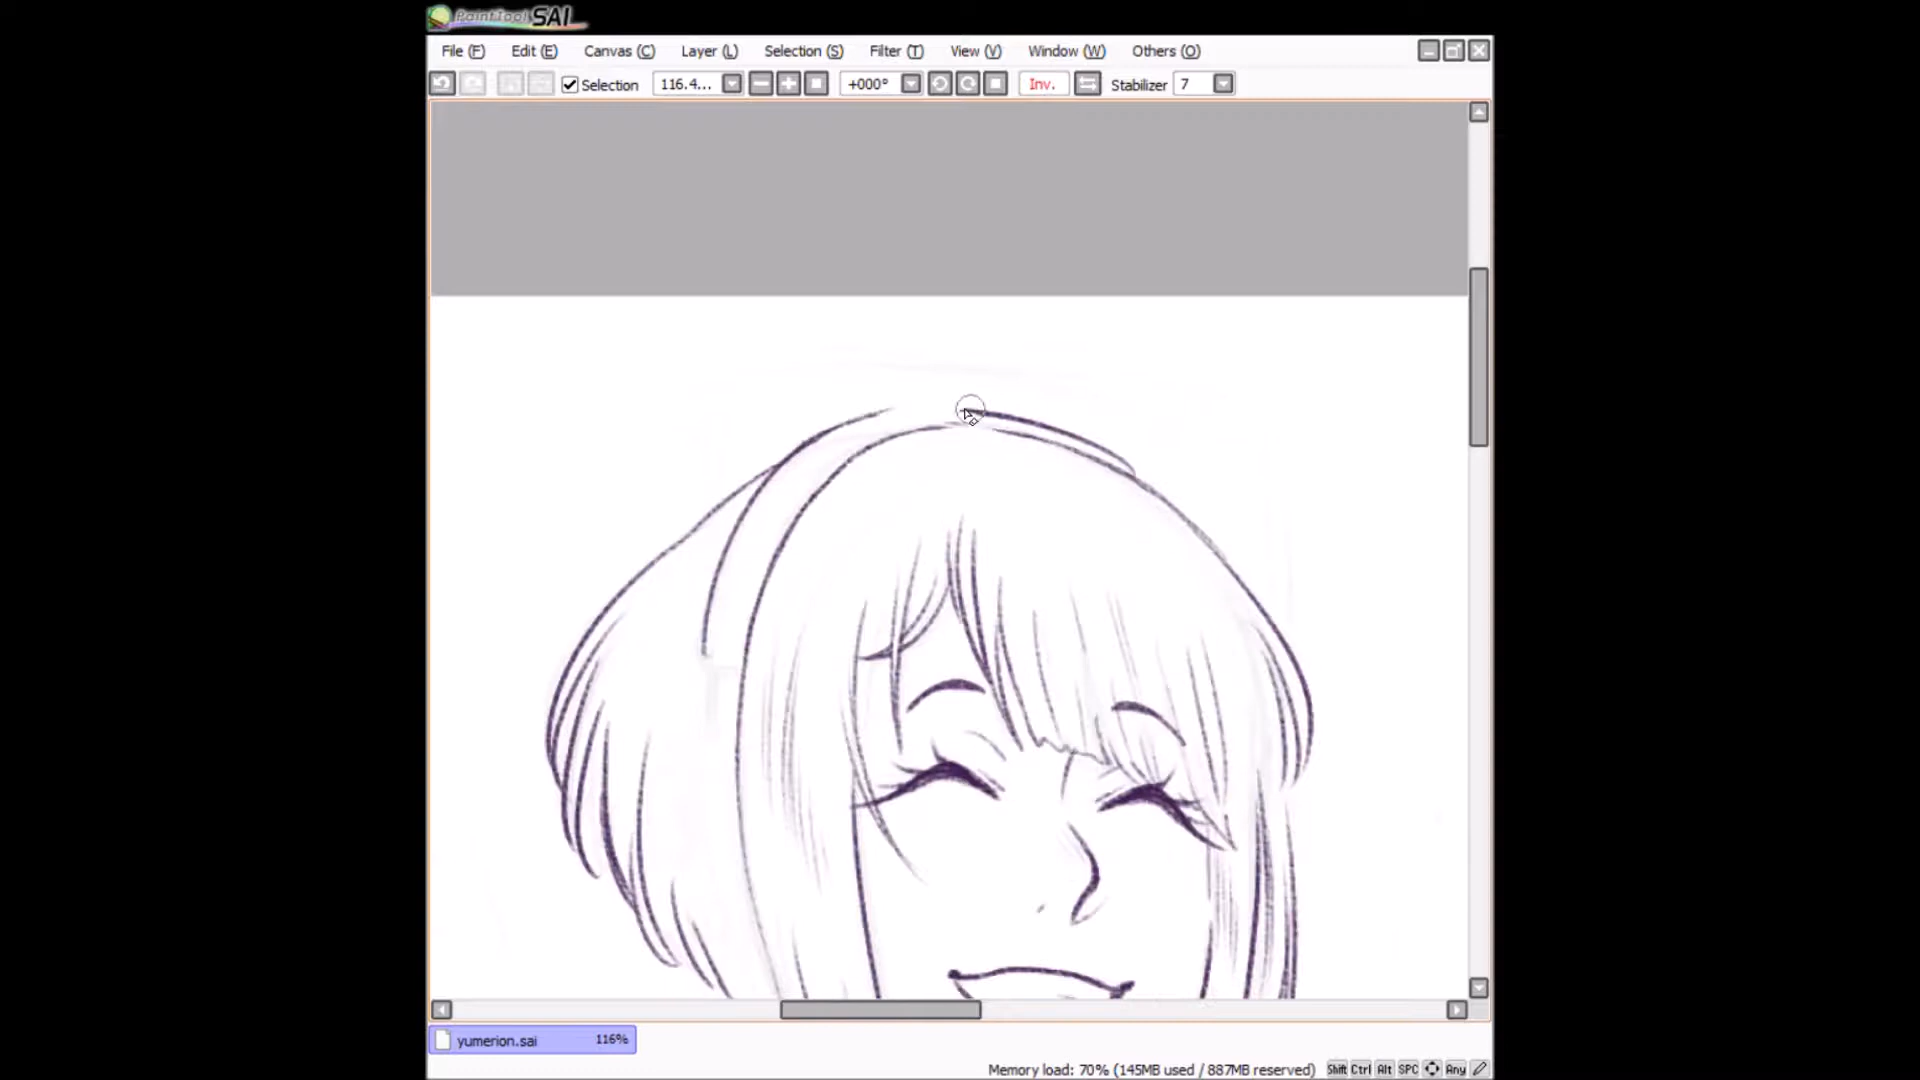 PaintTool SAI
File (F) Edit (E) Canvas (C) Layer (L) Selection (S) Filter (T) View (V) Window (W) Others (O)
Selection 116.4... +000° Inv. Stabilizer 7
yumerion.sai 116%
Memory load: 70% (145MB used / 887MB reserved) Shift Ctrl Alt SPC Any